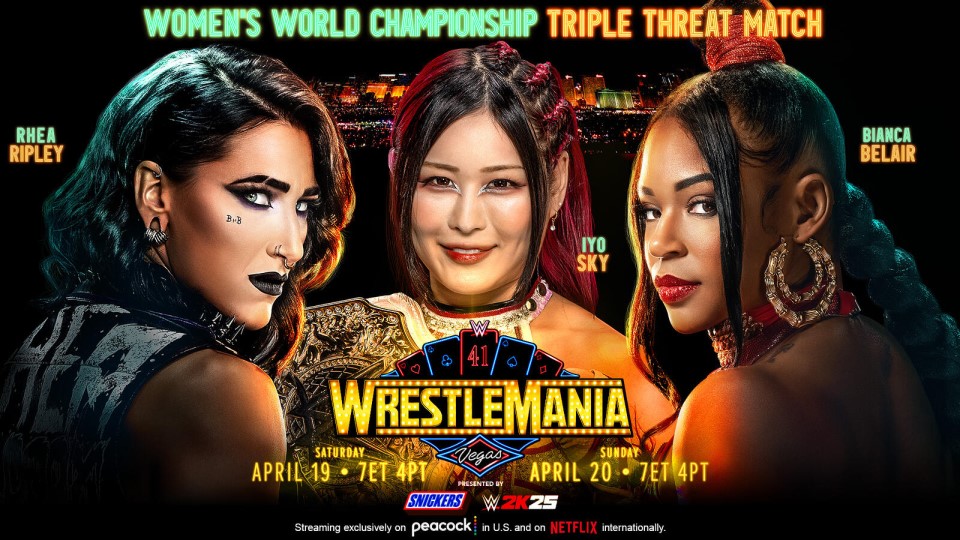 WOMEN'S WORLD CHAMPIONSHIP TRIPLE THREAT MATCH
RHEA
RIPLEY
BIANCA
BELAIR
IYO
SKY
B&B
W
41
WRESTLEMANIA
Vegas
SATURDAY
APRIL 19 • 7ET 4PT
SUNDAY
APRIL 20 • 7ET 4PT
PRESENTED BY
SNICKERS
W 2K25
Streaming exclusively on peacock in U.S. and on NETFLIX internationally.